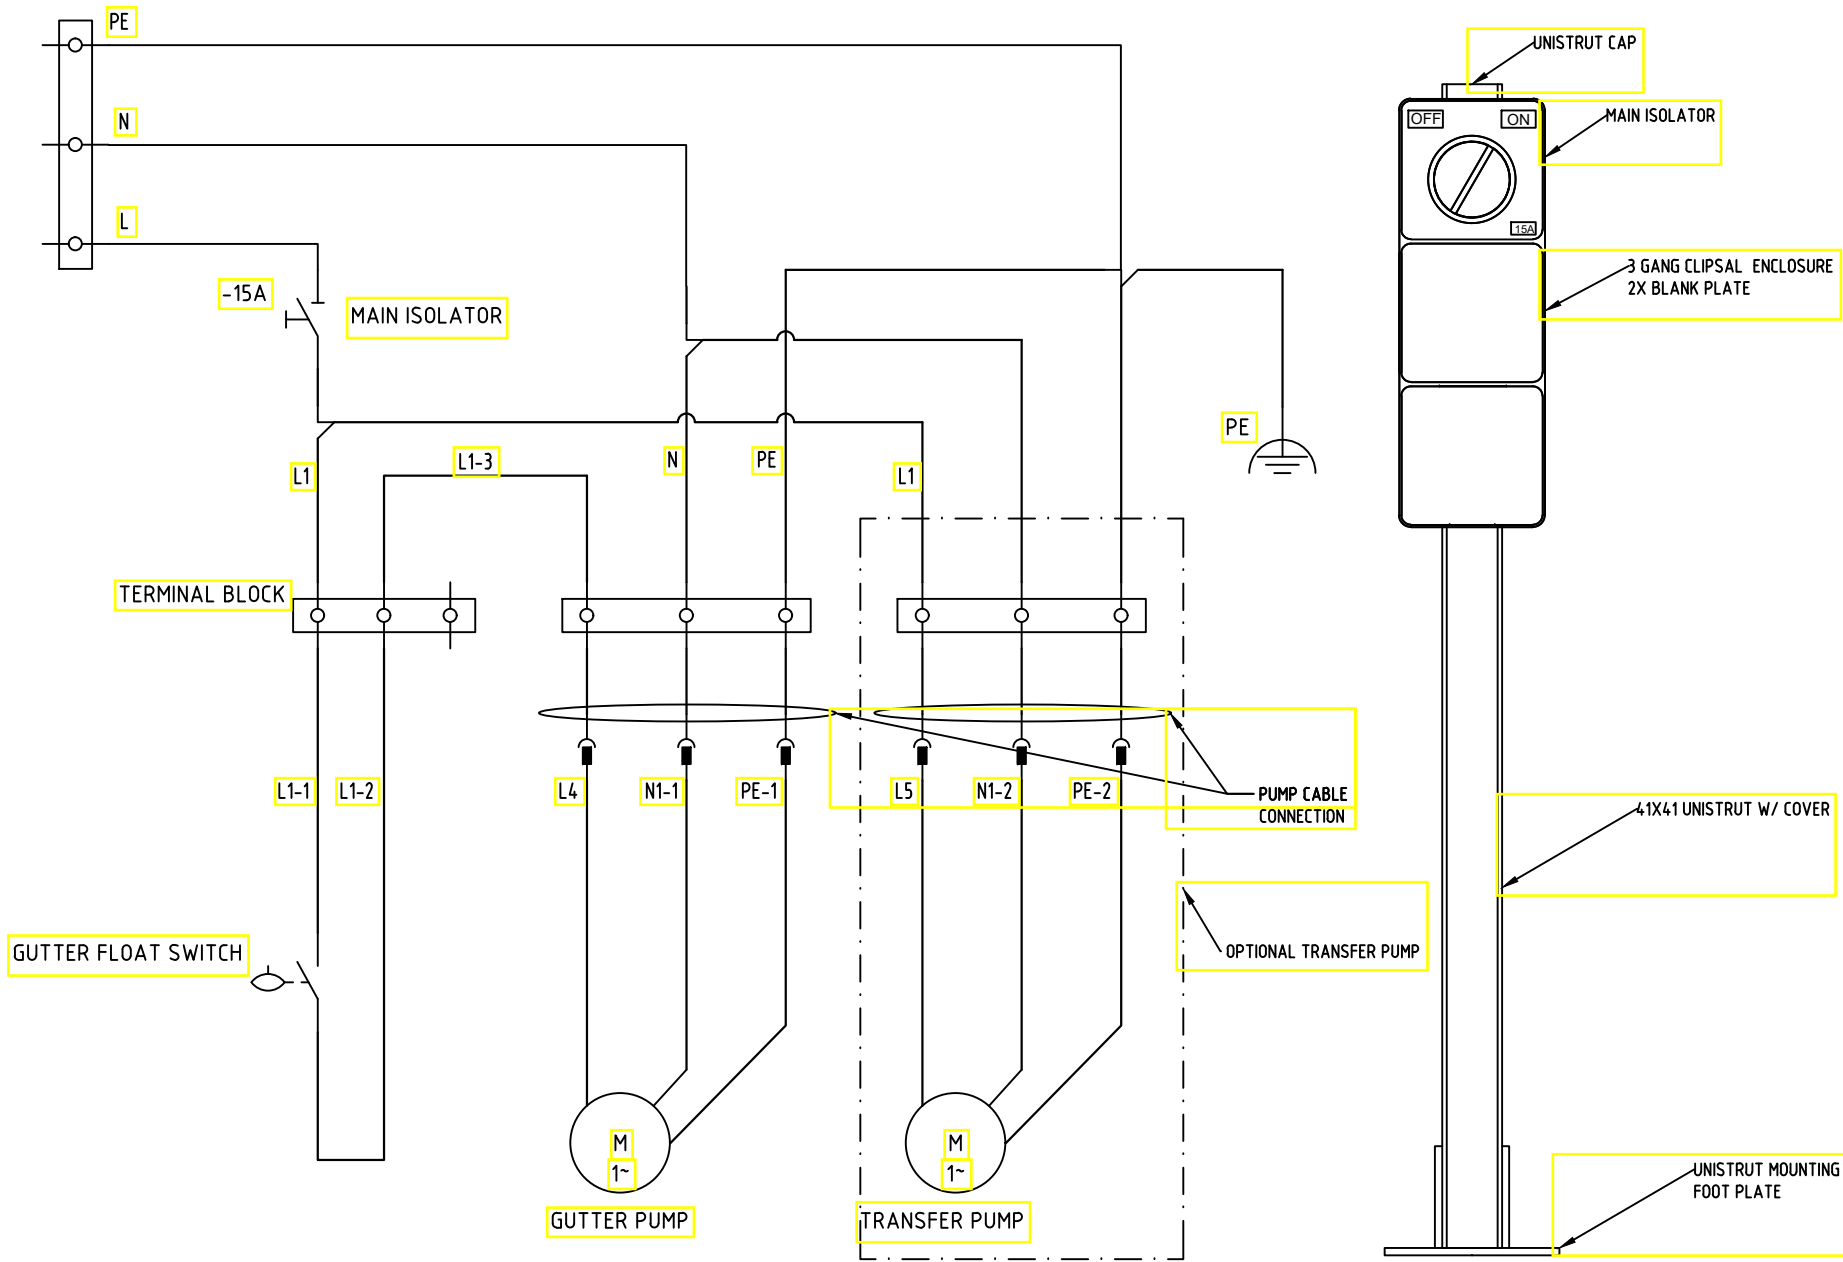 PE
UNISTRUT CAP
N
OFF
ON
MAIN ISOLATOR
L
15A
-15A
MAIN ISOLATOR
3 GANG CLIPSAL ENCLOSURE
2X BLANK PLATE
PE
L1
L1-3
N
PE
L1
TERMINAL BLOCK
L1-1
L1-2
L4
N1-1
PE-1
L5
N1-2
PE-2
PUMP CABLE
CONNECTION
41X41 UNISTRUT W/ COVER
GUTTER FLOAT SWITCH
OPTIONAL TRANSFER PUMP
M
1~
M
1~
UNISTRUT MOUNTING
FOOT PLATE
GUTTER PUMP
TRANSFER PUMP